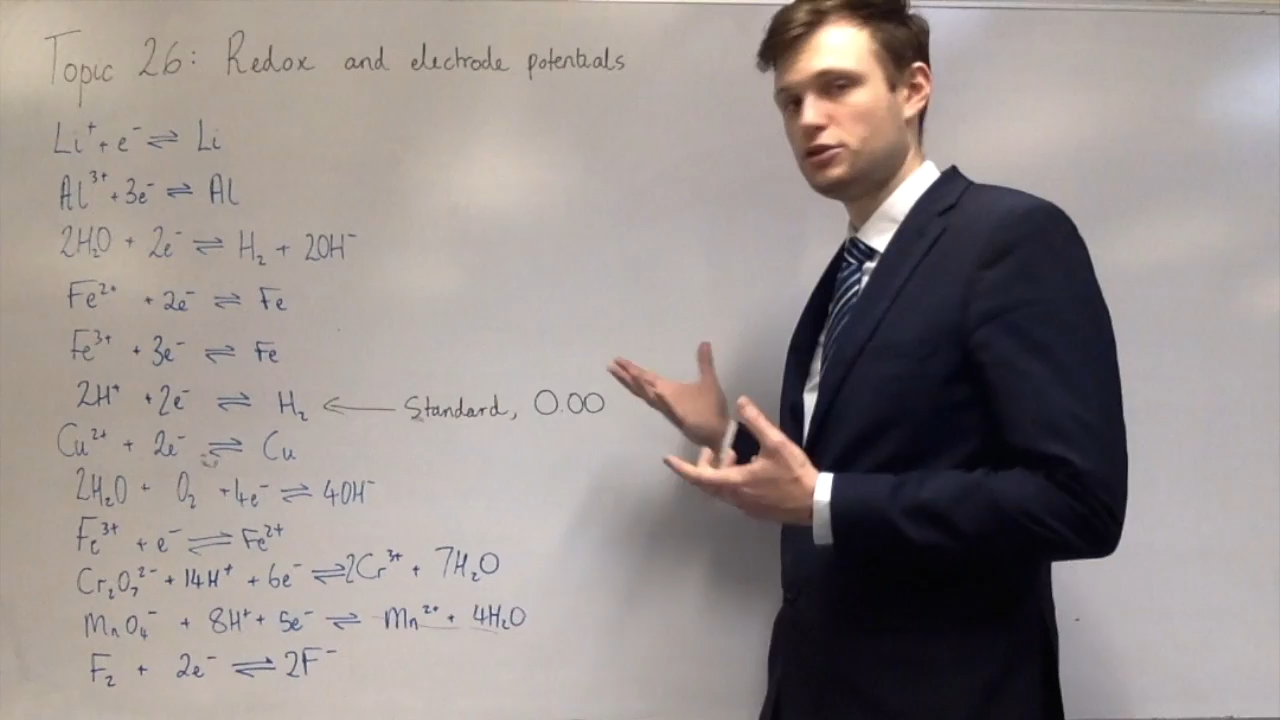 Topic 26: Redox and electrode potentials
Li⁺ + e⁻ ⇌ Li
Al³⁺ + 3e⁻ ⇌ Al
2H₂O + 2e⁻ ⇌ H₂ + 2OH⁻
Fe²⁺ + 2e⁻ ⇌ Fe
Fe³⁺ + 3e⁻ ⇌ Fe
2H⁺ + 2e⁻ ⇌ H₂ ← Standard, 0.00
Cu²⁺ + 2e⁻ ⇌ Cu
2H₂O + O₂ + 4e⁻ ⇌ 4OH⁻
Fe³⁺ + e⁻ ⇌ Fe²⁺
Cr₂O₇²⁻ + 14H⁺ + 6e⁻ ⇌ 2Cr³⁺ + 7H₂O
MnO₄⁻ + 8H⁺ + 5e⁻ ⇌ Mn²⁺ + 4H₂O
F₂ + 2e⁻ ⇌ 2F⁻